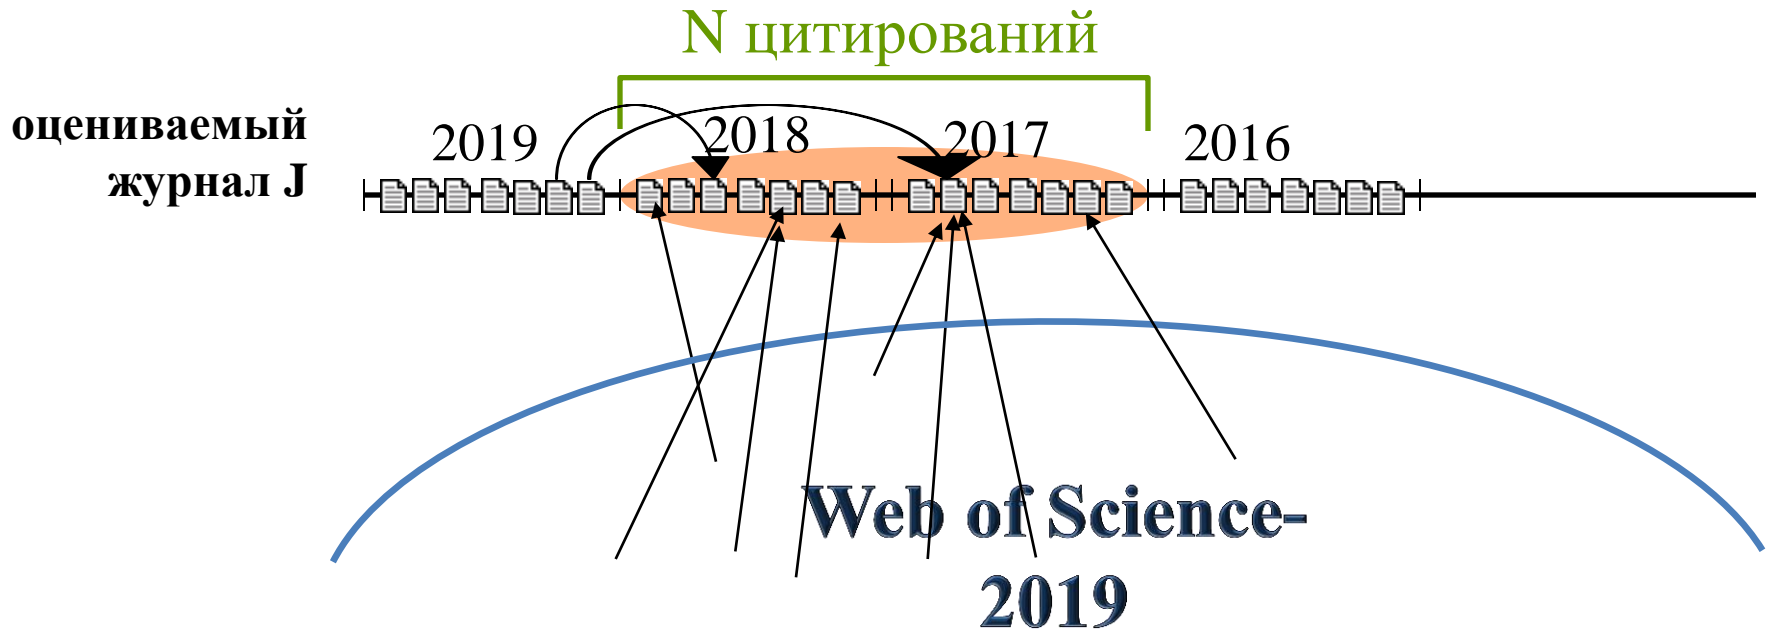 N цитирований
оцениваемый
журнал J
2019
2018
2017
2016
Web of Science-
2019